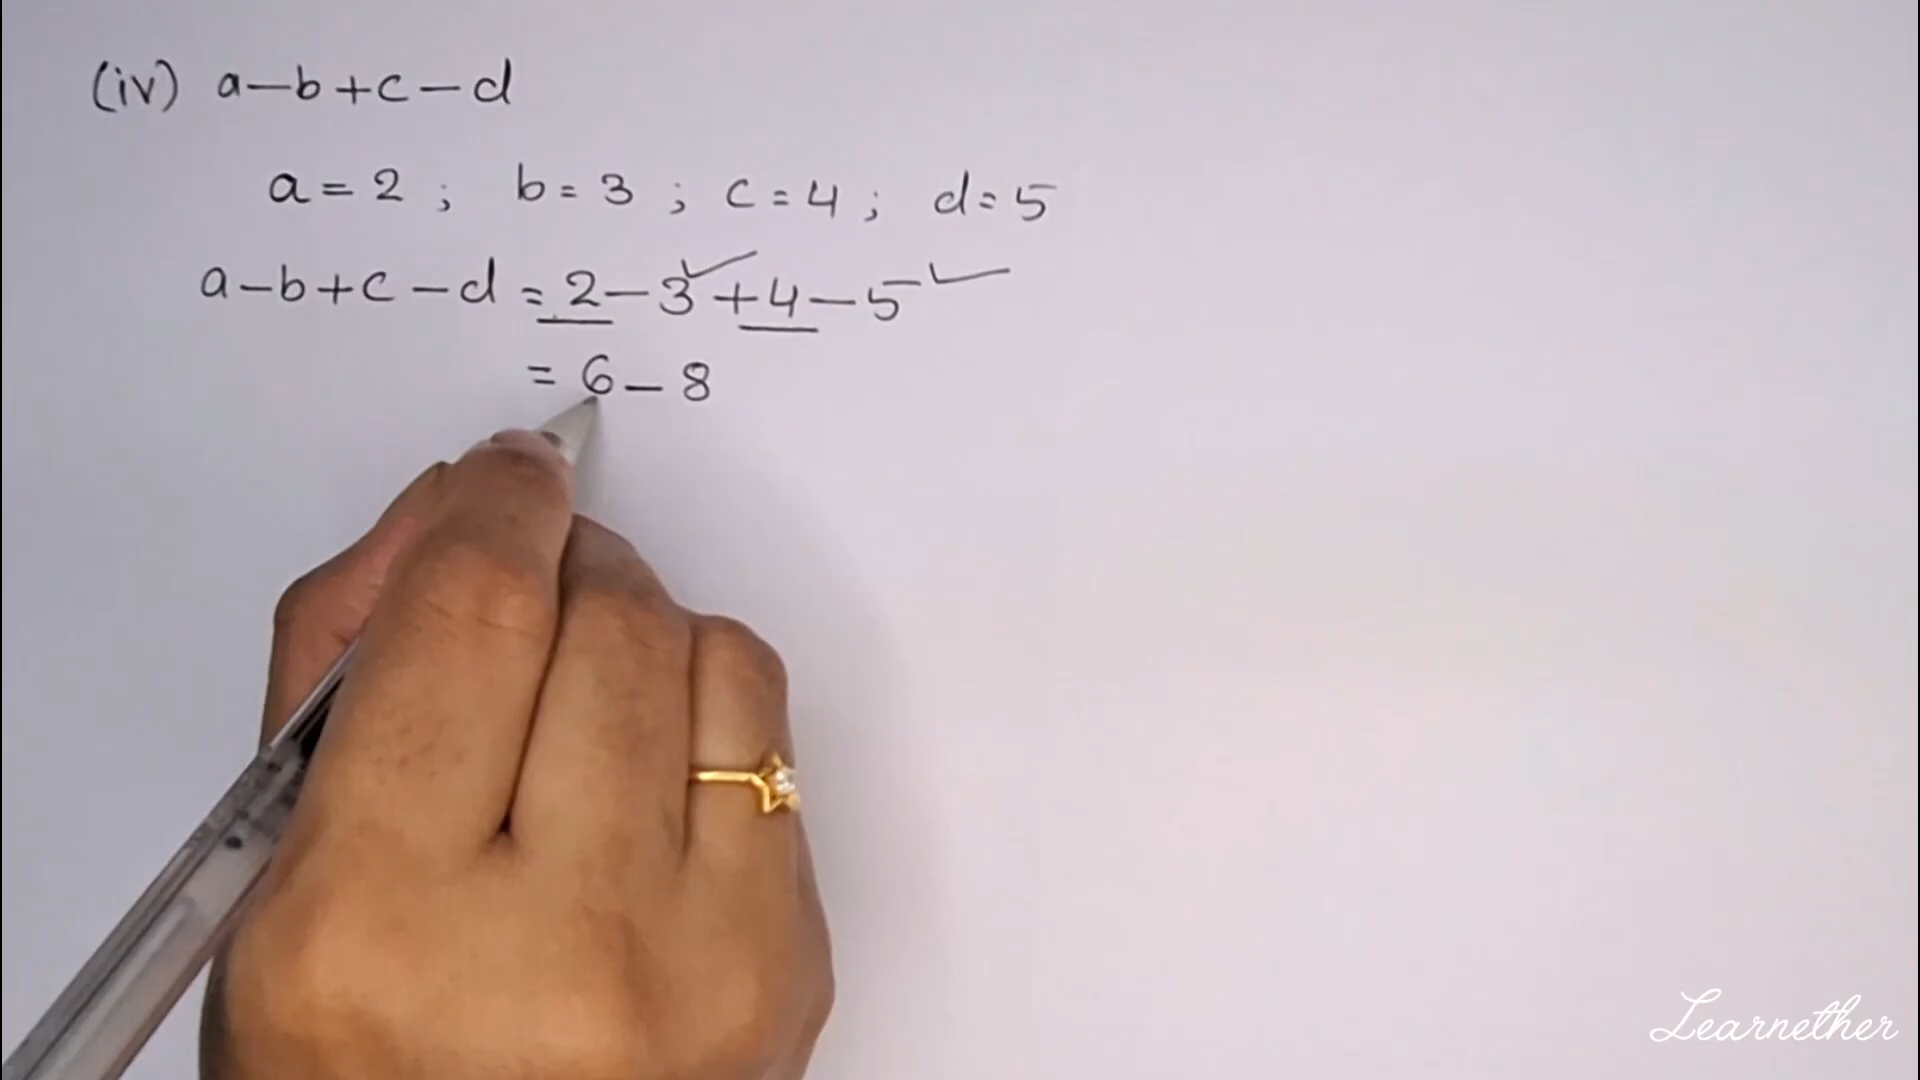 (iv) a-b+c-d
a=2 ; b=3 ; c=4 ; d=5
a-b+c-d = 2-3+4-5
= 6-8
Learnether